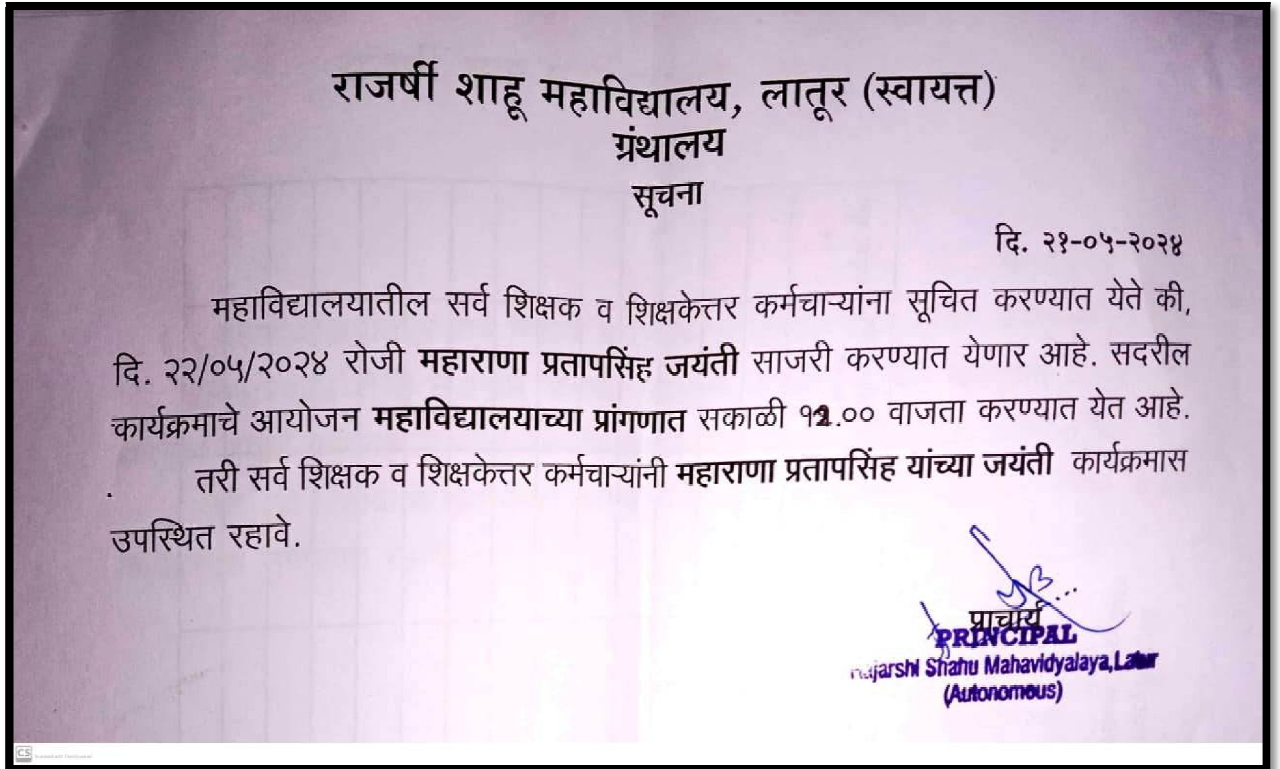 राजर्षी शाहू महाविद्यालय, लातूर (स्वायत्त)
ग्रंथालय
सूचना
दि. २१-०५-२०२४
महाविद्यालयातील सर्व शिक्षक व शिक्षकेत्तर कर्मचाऱ्यांना सूचित करण्यात येते की,
दि. २२/०५/२०२४ रोजी महाराणा प्रतापसिंह जयंती साजरी करण्यात येणार आहे. सदरील
कार्यक्रमाचे आयोजन महाविद्यालयाच्या प्रांगणात सकाळी वाजता करण्यात येत आहे.
तरी सर्व शिक्षक व शिक्षकेत्तर कर्मचाऱ्यांनी महाराणा प्रतापसिंह यांच्या जयंती कार्यक्रमास
उपस्थित रहावे.
प्राचार्य
PRINCIPAL
Rajarshi Shahu Mahavidyalaya,Latur
(Autonomous)
CS